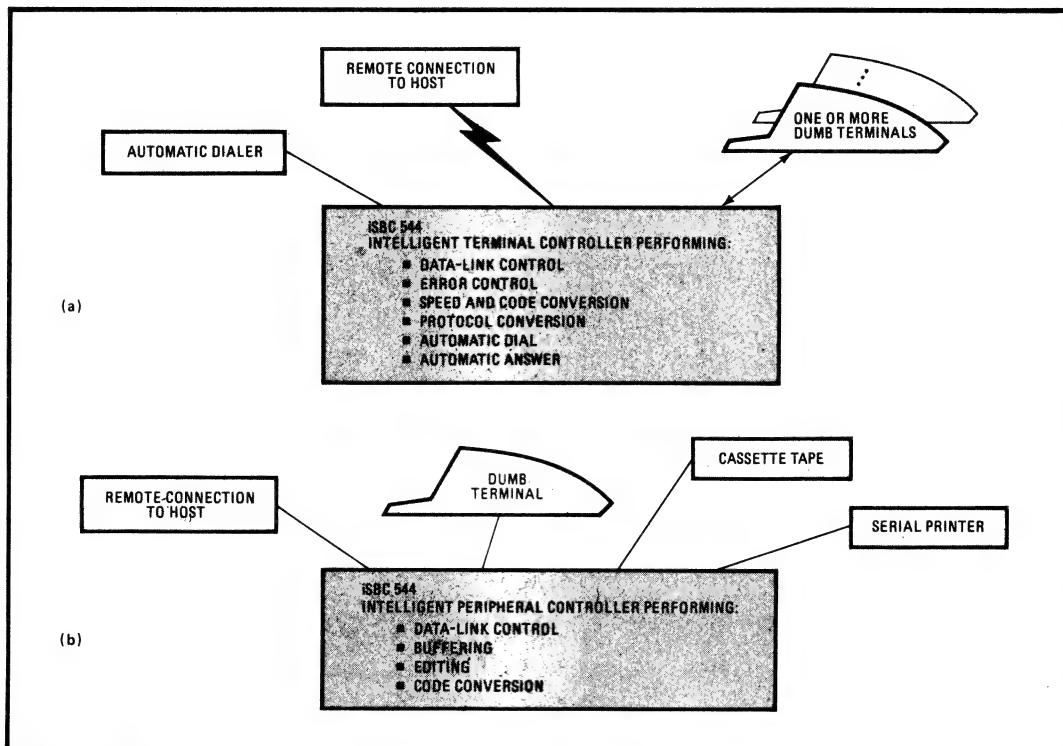 REMOTE CONNECTION
TO HOST
ONE OR MORE
DUMB TERMINALS
AUTOMATIC DIALER
iSBC 544
INTELLIGENT TERMINAL CONTROLLER PERFORMING:
■ DATA-LINK CONTROL
■ ERROR CONTROL
■ SPEED AND CODE CONVERSION
■ PROTOCOL CONVERSION
■ AUTOMATIC DIAL
■ AUTOMATIC ANSWER
(a)
CASSETTE TAPE
DUMB
TERMINAL
REMOTE-CONNECTION
TO HOST
SERIAL PRINTER
iSBC 544
INTELLIGENT PERIPHERAL CONTROLLER PERFORMING:
■ DATA-LINK CONTROL
■ BUFFERING
■ EDITING
■ CODE CONVERSION
(b)